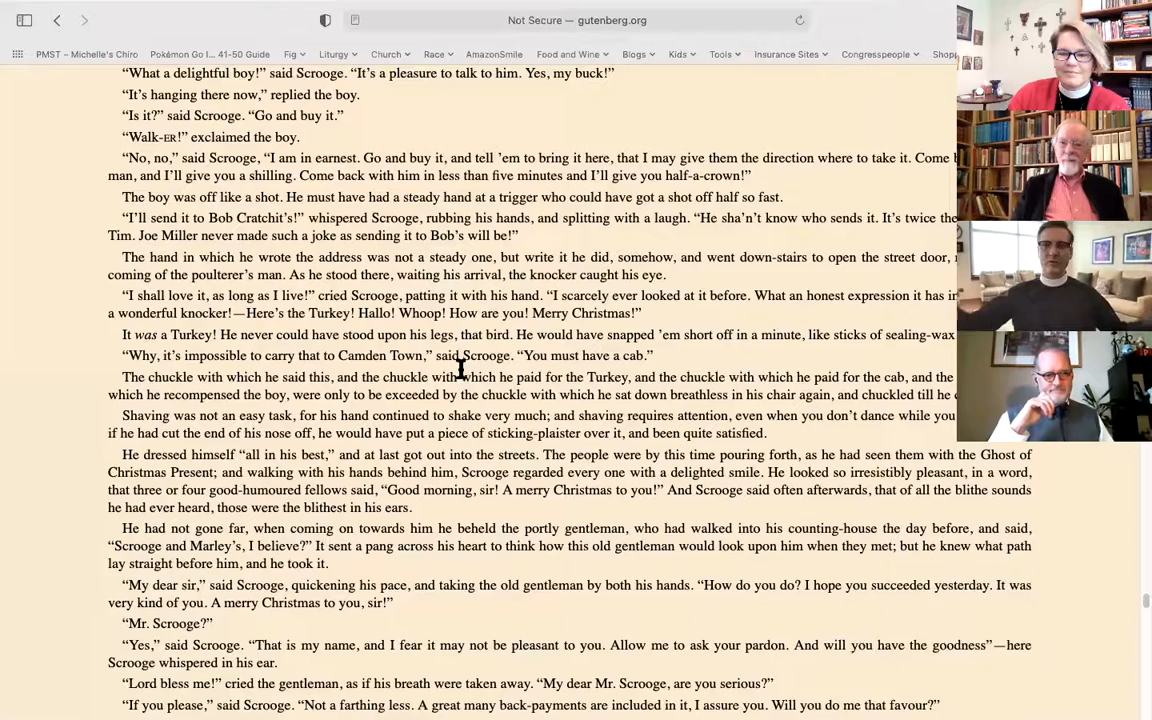 Not Secure — gutenberg.org
PMST – Michelle's Chiro Pokémon Go I... 41-50 Guide Fig Liturgy Church Race AmazonSmile Food and Wine Blogs Kids Tools Insurance Sites Congresspeople Shopp
“What a delightful boy!” said Scrooge. “It’s a pleasure to talk to him. Yes, my buck!”
“It’s hanging there now,” replied the boy.
“Is it?” said Scrooge. “Go and buy it.”
“Walk-ER!” exclaimed the boy.
“No, no,” said Scrooge, “I am in earnest. Go and buy it, and tell ’em to bring it here, that I may give them the direction where to take it. Come
man, and I’ll give you a shilling. Come back with him in less than five minutes and I’ll give you half-a-crown!”
The boy was off like a shot. He must have had a steady hand at a trigger who could have got a shot off half so fast.
“I’ll send it to Bob Cratchit’s!” whispered Scrooge, rubbing his hands, and splitting with a laugh. “He sha’n’t know who sends it. It’s twice the
Tim. Joe Miller never made such a joke as sending it to Bob’s will be!”
The hand in which he wrote the address was not a steady one, but write it he did, somehow, and went down-stairs to open the street door,
coming of the poulterer’s man. As he stood there, waiting his arrival, the knocker caught his eye.
“I shall love it, as long as I live!” cried Scrooge, patting it with his hand. “I scarcely ever looked at it before. What an honest expression it has
a wonderful knocker!—Here’s the Turkey! Hallo! Whoop! How are you! Merry Christmas!”
It was a Turkey! He never could have stood upon his legs, that bird. He would have snapped ’em short off in a minute, like sticks of sealing-wax
“Why, it’s impossible to carry that to Camden Town,” said Scrooge. “You must have a cab.”
The chuckle with which he said this, and the chuckle with which he paid for the Turkey, and the chuckle with which he paid for the cab, and the
which he recompensed the boy, were only to be exceeded by the chuckle with which he sat down breathless in his chair again, and chuckled till he
Shaving was not an easy task, for his hand continued to shake very much; and shaving requires attention, even when you don’t dance while you
if he had cut the end of his nose off, he would have put a piece of sticking-plaister over it, and been quite satisfied.
He dressed himself “all in his best,” and at last got out into the streets. The people were by this time pouring forth, as he had seen them with the Ghost of
Christmas Present; and walking with his hands behind him, Scrooge regarded every one with a delighted smile. He looked so irresistibly pleasant, in a word,
that three or four good-humoured fellows said, “Good morning, sir! A merry Christmas to you!” And Scrooge said often afterwards, that of all the blithe sounds
he had ever heard, those were the blithest in his ears.
He had not gone far, when coming on towards him he beheld the portly gentleman, who had walked into his counting-house the day before, and said,
“Scrooge and Marley’s, I believe?” It sent a pang across his heart to think how this old gentleman would look upon him when they met; but he knew what path
lay straight before him, and he took it.
“My dear sir,” said Scrooge, quickening his pace, and taking the old gentleman by both his hands. “How do you do? I hope you succeeded yesterday. It was
very kind of you. A merry Christmas to you, sir!”
“Mr. Scrooge?”
“Yes,” said Scrooge. “That is my name, and I fear it may not be pleasant to you. Allow me to ask your pardon. And will you have the goodness”—here
Scrooge whispered in his ear.
“Lord bless me!” cried the gentleman, as if his breath were taken away. “My dear Mr. Scrooge, are you serious?”
“If you please,” said Scrooge. “Not a farthing less. A great many back-payments are included in it, I assure you. Will you do me that favour?”